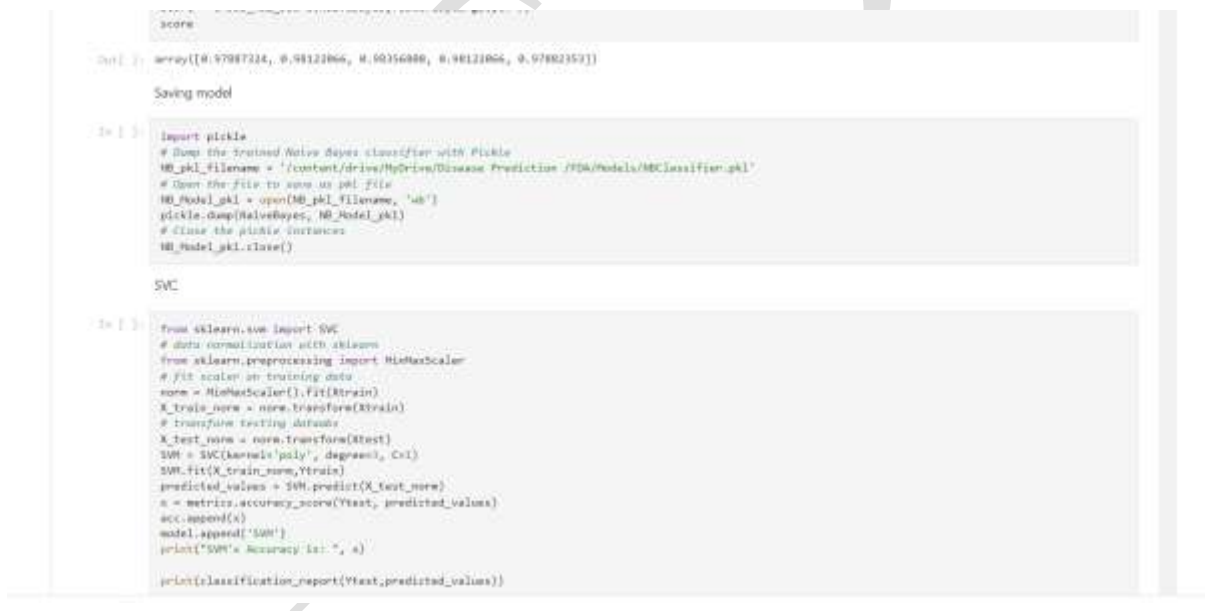 score
array([0.97887324, 0.98122066, 0.98356808, 0.98122066, 0.97882353])
Saving model
In [ ]:
import pickle
# Dump the trained Naive Bayes classifier with Pickle
NB_pkl_filename = '/content/drive/MyDrive/Disease Prediction /FDA/Models/NBClassifier.pkl'
# Open the file to save as pkl file
NB_Model_pkl = open(NB_pkl_filename, 'wb')
pickle.dump(NaiveBayes, NB_Model_pkl)
# Close the pickle instances
NB_Model_pkl.close()
SVC
In [ ]:
from sklearn.svm import SVC
# data normalization with sklearn
from sklearn.preprocessing import MinMaxScaler
# fit scaler on training data
norm = MinMaxScaler().fit(Xtrain)
X_train_norm = norm.transform(Xtrain)
# transform testing dataabs
X_test_norm = norm.transform(Xtest)
SVM = SVC(kernel='poly', degree=3, C=1)
SVM.fit(X_train_norm,Ytrain)
predicted_values = SVM.predict(X_test_norm)
x = metrics.accuracy_score(Ytest, predicted_values)
acc.append(x)
model.append('SVM')
print("SVM's Accuracy is: ", x)
print(classification_report(Ytest,predicted_values))